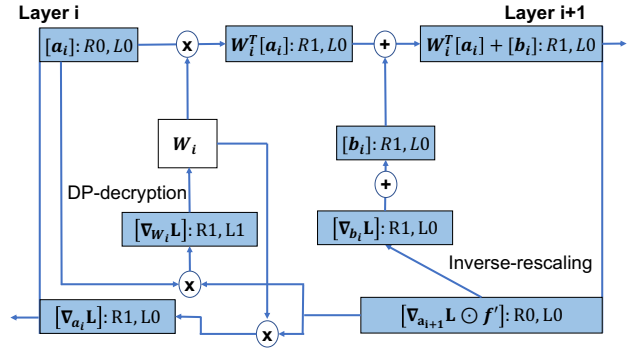 Layer i
Layer i+1
[a_i]: R0, L0
x
W_i^T[a_i]: R1, L0
+
W_i^T[a_i] + [b_i]: R1, L0
W_i
[b_i]: R1, L0
DP-decryption
+
[∇_{W_i}L]: R1, L1
[∇_{b_i}L]: R1, L0
Inverse-rescaling
x
[∇_{a_i}L]: R1, L0
x
[∇_{a_{i+1}}L ⊙ f′]: R0, L0